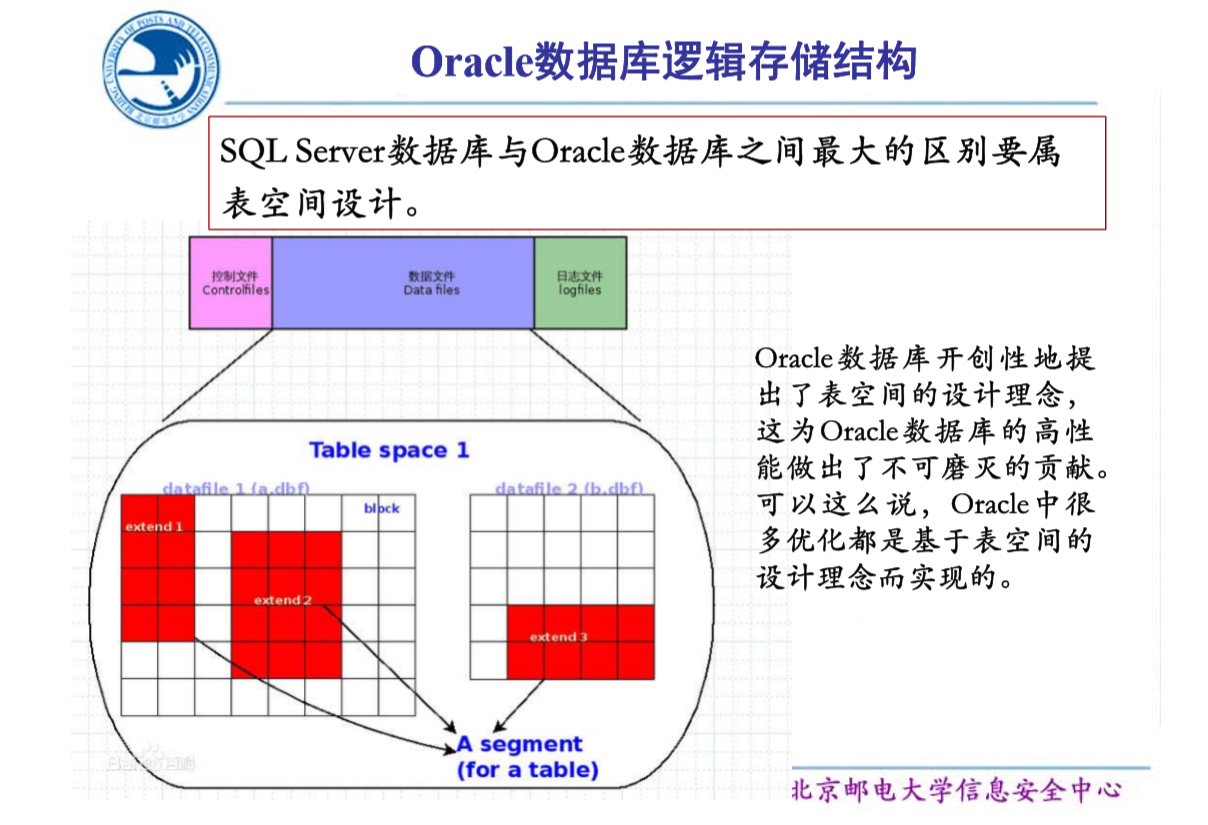 Oracle数据库逻辑存储结构
SQL Server数据库与Oracle数据库之间最大的区别要属
表空间设计。
控制文件
Controlfiles
数据文件
Data files
日志文件
logfiles
Table space 1
datafile 1 (a.dbf)
block
extend 1
extend 2
datafile 2 (b.dbf)
extend 3
A segment
(for a table)
Oracle数据库开创性地提
出了表空间的设计理念，
这为Oracle数据库的高性
能做出了不可磨灭的贡献。
可以这么说，Oracle中很
多优化都是基于表空间的
设计理念而实现的。
Bai百科
北京邮电大学信息安全中心